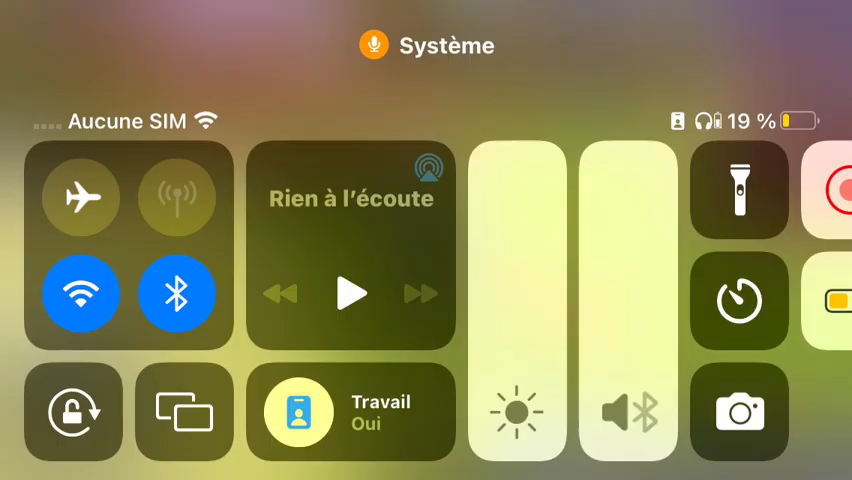 Système
Aucune SIM
19 %
Rien à l’écoute
Travail
Oui